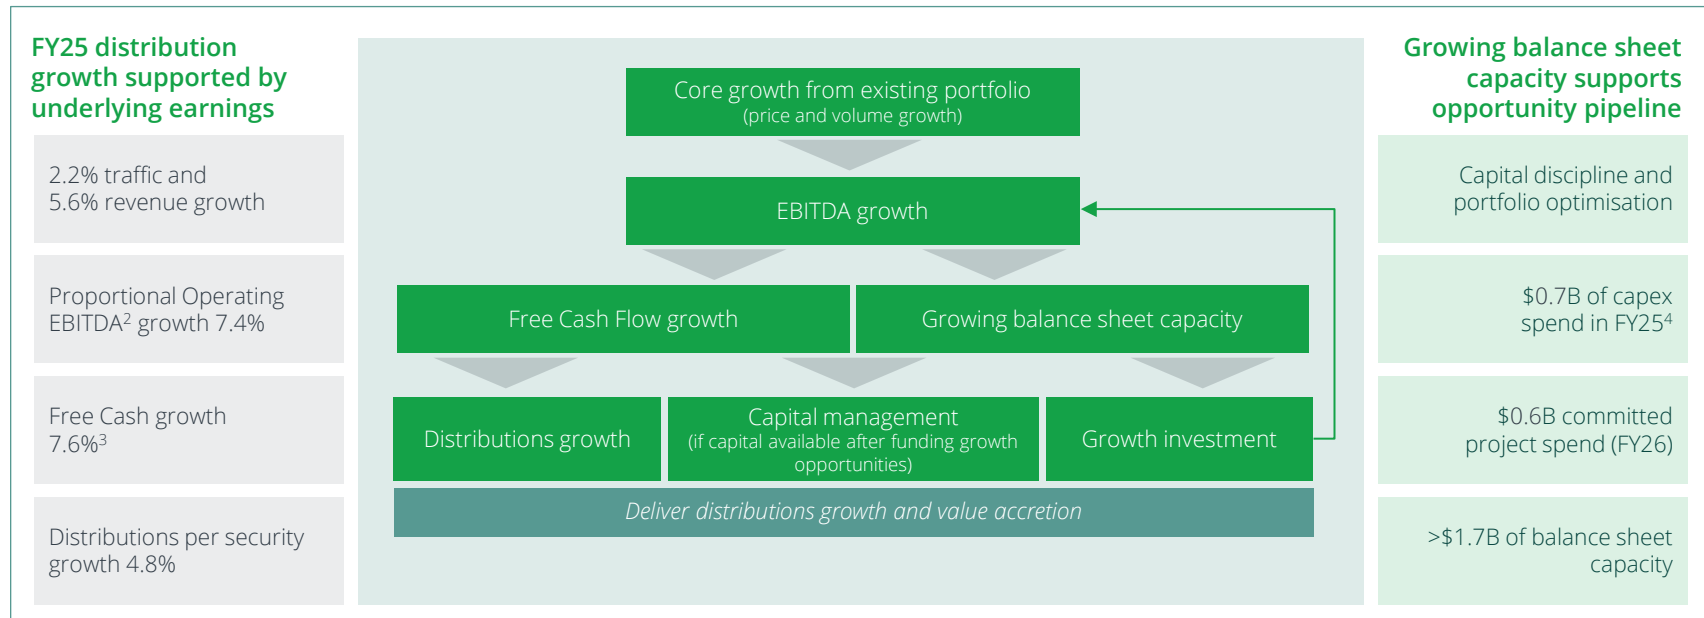 FY25 distribution
growth supported by
underlying earnings
2.2% traffic and
5.6% revenue growth
Proportional Operating
EBITDA² growth 7.4%
Free Cash growth
7.6%³
Distributions per security
growth 4.8%
Core growth from existing portfolio
(price and volume growth)
EBITDA growth
Free Cash Flow growth
Growing balance sheet capacity
Distributions growth
Capital management
(if capital available after funding growth
opportunities)
Growth investment
Deliver distributions growth and value accretion
Growing balance sheet
capacity supports
opportunity pipeline
Capital discipline and
portfolio optimisation
$0.7B of capex
spend in FY25⁴
$0.6B committed
project spend (FY26)
>$1.7B of balance sheet
capacity